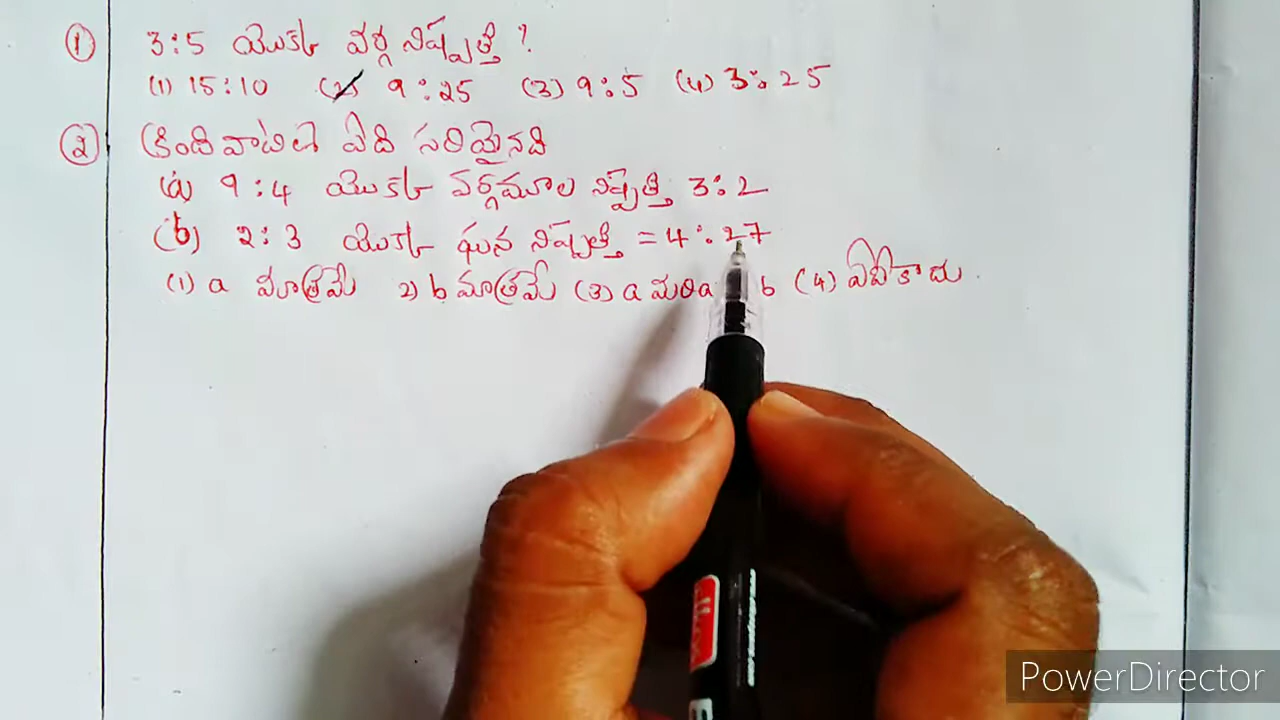 ① 3:5 యొక్క వర్గ నిష్పత్తి ?
(1) 15:10 (2) 9:25 (3) 9:5 (4) 3:25
② క్రిందివాటిలో ఏది సరియైనది
(a) 9:4 యొక్క వర్గమూల నిష్పత్తి 3:2
(b) 2:3 యొక్క ఘన నిష్పత్తి = 4:27
(1) a మాత్రమే 2) b మాత్రమే (3) a మరియు b (4) ఏవీకాదు
PowerDirector